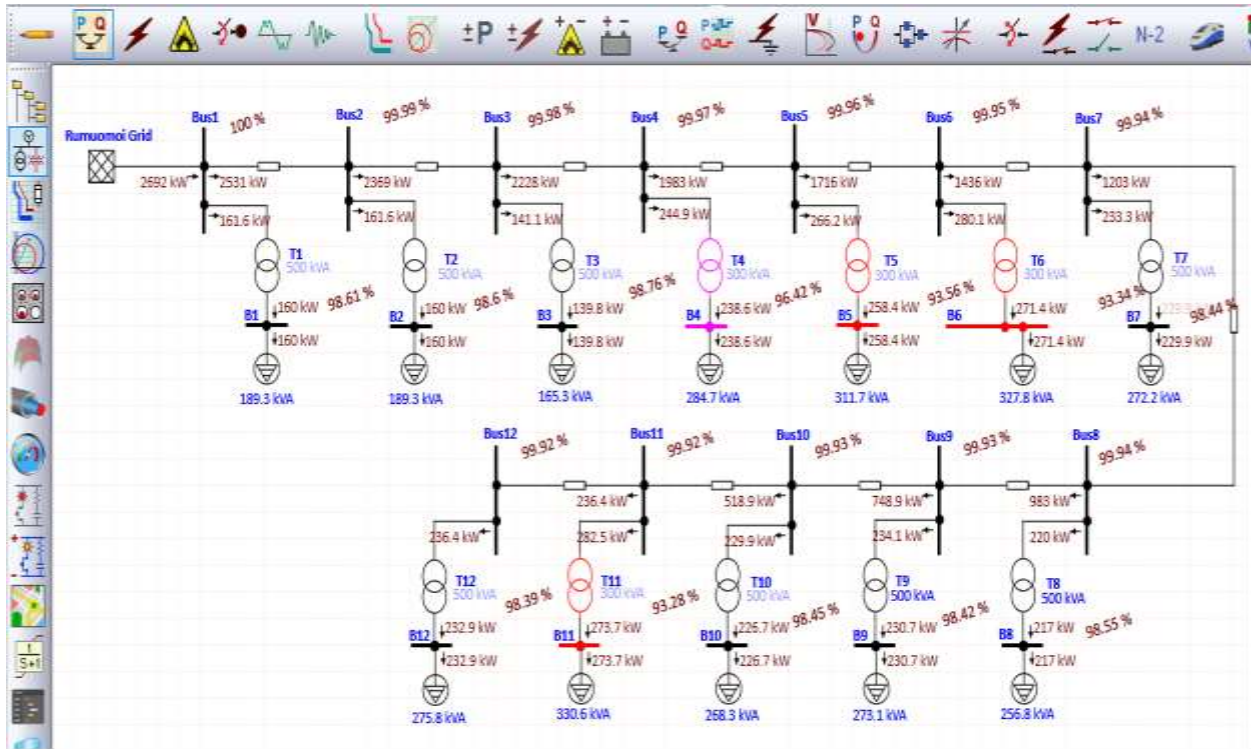 P Q
±P
V
P Q
N-2
Bus1
100 %
Bus2
99.99 %
Bus3
99.98 %
Bus4
99.97 %
Bus5
99.96 %
Bus6
99.95 %
Bus7
99.94 %
Rumuomoi Grid
2692 kW
2531 kW
2369 kW
2228 kW
1983 kW
1716 kW
1436 kW
1203 kW
161.6 kW
161.6 kW
141.1 kW
244.9 kW
266.2 kW
280.1 kW
233.3 kW
T1
500 kVA
T2
500 kVA
T3
500 kVA
T4
300 kVA
T5
300 kVA
T6
300 kVA
T7
500 kVA
98.61 %
98.6 %
98.76 %
96.42 %
93.56 %
93.34 %
98.44 %
B1
160 kW
160 kW
B2
160 kW
160 kW
B3
139.8 kW
139.8 kW
B4
238.6 kW
238.6 kW
B5
258.4 kW
258.4 kW
B6
271.4 kW
271.4 kW
B7
229.9 kW
189.3 kVA
189.3 kVA
165.3 kVA
284.7 kVA
311.7 kVA
327.8 kVA
272.2 kVA
Bus12
99.92 %
Bus11
99.92 %
Bus10
99.93 %
Bus9
99.93 %
Bus8
99.94 %
236.4 kW
518.9 kW
748.9 kW
983 kW
236.4 kW
282.5 kW
229.9 kW
234.1 kW
220 kW
T12
500 kVA
T11
300 kVA
T10
500 kVA
T9
500 kVA
T8
500 kVA
98.39 %
93.28 %
98.45 %
98.42 %
98.55 %
B12
232.9 kW
232.9 kW
B11
273.7 kW
273.7 kW
B10
226.7 kW
226.7 kW
B9
230.7 kW
230.7 kW
B8
217 kW
217 kW
275.8 kVA
330.6 kVA
268.3 kVA
273.1 kVA
256.8 kVA
1
S+1